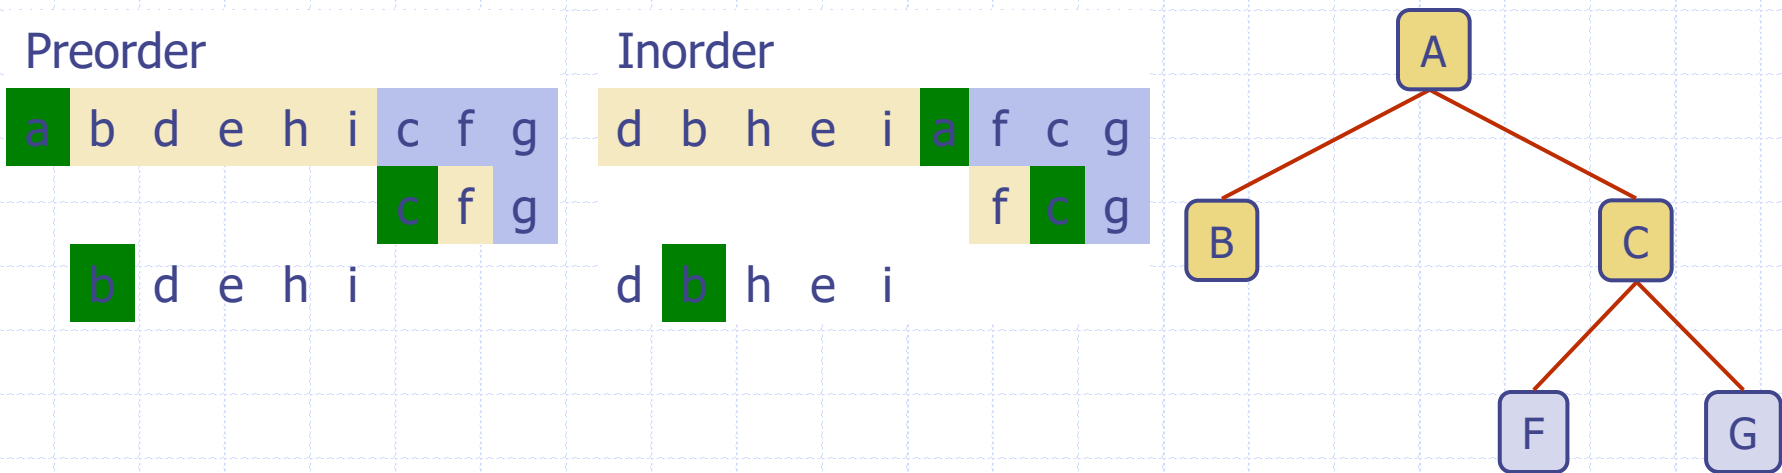 Preorder
a b d e h i c f g
c f g
b d e h i
Inorder
d b h e i a f c g
f c g
d b h e i
A
B C
F G